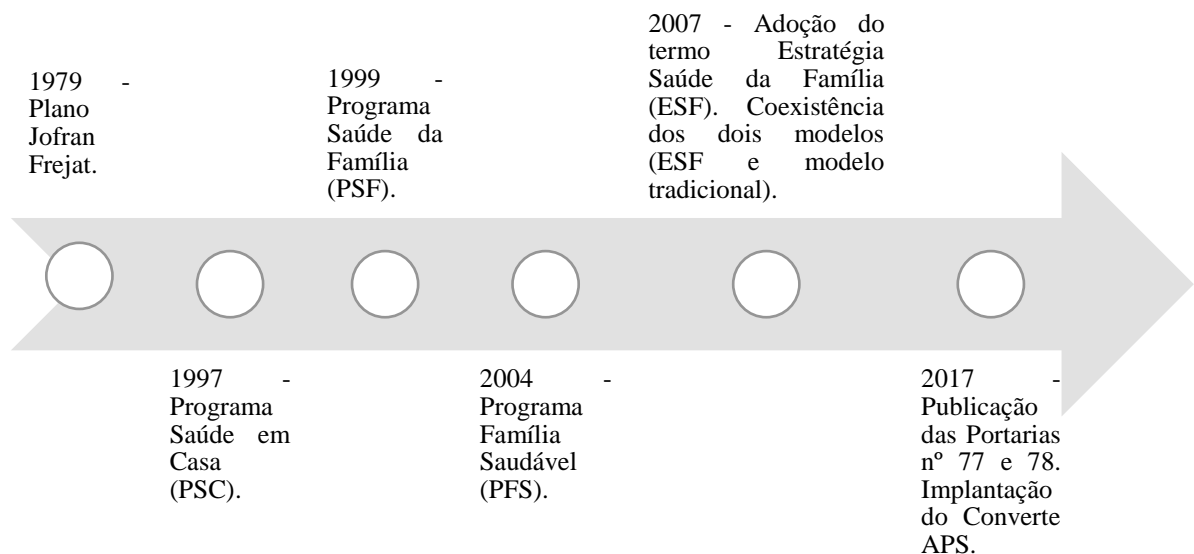 1979 -
Plano
Jofran
Frejat.
1997 -
Programa
Saúde em
Casa
(PSC).
1999 -
Programa
Saúde da
Família
(PSF).
2004 -
Programa
Família
Saudável
(PFS).
2007 - Adoção do
termo Estratégia
Saúde da Família
(ESF). Coexistência
dos dois modelos
(ESF e modelo
tradicional).
2017 -
Publicação
das Portarias
nº 77 e 78.
Implantação
do Converte
APS.